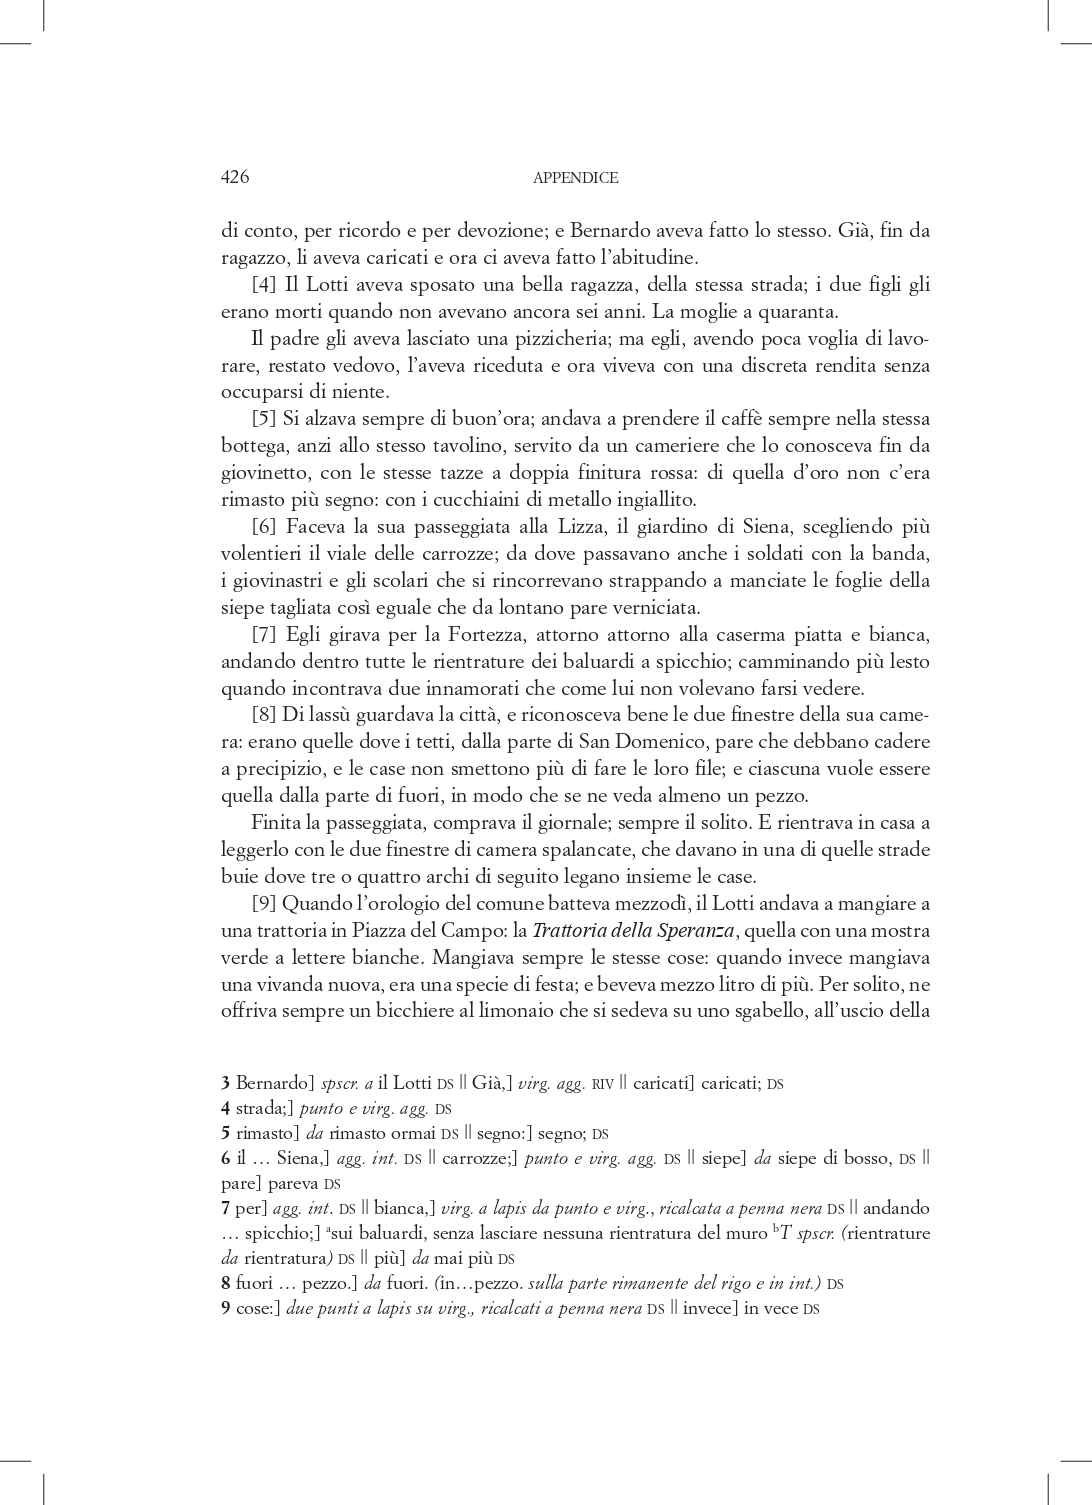 426
APPENDICE
di conto, per ricordo e per devozione; e Bernardo aveva fatto lo stesso. Già, fin da
ragazzo, li aveva caricati e ora ci aveva fatto l’abitudine.
[4] Il Lotti aveva sposato una bella ragazza, della stessa strada; i due figli gli
erano morti quando non avevano ancora sei anni. La moglie a quaranta.
Il padre gli aveva lasciato una pizzicheria; ma egli, avendo poca voglia di lavo-
rare, restato vedovo, l’aveva riceduta e ora viveva con una discreta rendita senza
occuparsi di niente.
[5] Si alzava sempre di buon’ora; andava a prendere il caffè sempre nella stessa
bottega, anzi allo stesso tavolino, servito da un cameriere che lo conosceva fin da
giovinetto, con le stesse tazze a doppia finitura rossa: di quella d’oro non c’era
rimasto più segno: con i cucchiaini di metallo ingiallito.
[6] Faceva la sua passeggiata alla Lizza, il giardino di Siena, scegliendo più
volentieri il viale delle carrozze; da dove passavano anche i soldati con la banda,
i giovinastri e gli scolari che si rincorrevano strappando a manciate le foglie della
siepe tagliata così eguale che da lontano pare verniciata.
[7] Egli girava per la Fortezza, attorno attorno alla caserma piatta e bianca,
andando dentro tutte le rientrature dei baluardi a spicchio; camminando più lesto
quando incontrava due innamorati che come lui non volevano farsi vedere.
[8] Di lassù guardava la città, e riconosceva bene le due finestre della sua came-
ra: erano quelle dove i tetti, dalla parte di San Domenico, pare che debbano cadere
a precipizio, e le case non smettono più di fare le loro file; e ciascuna vuole essere
quella dalla parte di fuori, in modo che se ne veda almeno un pezzo.
Finita la passeggiata, comprava il giornale; sempre il solito. E rientrava in casa a
leggerlo con le due finestre di camera spalancate, che davano in una di quelle strade
buie dove tre o quattro archi di seguito legano insieme le case.
[9] Quando l’orologio del comune batteva mezzodì, il Lotti andava a mangiare a
una trattoria in Piazza del Campo: la Trattoria della Speranza, quella con una mostra
verde a lettere bianche. Mangiava sempre le stesse cose: quando invece mangiava
una vivanda nuova, era una specie di festa; e beveva mezzo litro di più. Per solito, ne
offriva sempre un bicchiere al limonaio che si sedeva su uno sgabello, all’uscio della
3 Bernardo] spscr. a il Lotti DS || Già,] virg. agg. RIV || caricati] caricati; DS
4 strada;] punto e virg. agg. DS
5 rimasto] da rimasto ormai DS || segno:] segno; DS
6 il … Siena,] agg. int. DS || carrozze;] punto e virg. agg. DS || siepe] da siepe di bosso, DS ||
pare] pareva DS
7 per] agg. int. DS || bianca,] virg. a lapis da punto e virg., ricalcata a penna nera DS || andando
… spicchio;] ᵃsui baluardi, senza lasciare nessuna rientratura del muro ᵇT spscr. (rientrature
da rientratura) DS || più] da mai più DS
8 fuori … pezzo.] da fuori. (in…pezzo. sulla parte rimanente del rigo e in int.) DS
9 cose:] due punti a lapis su virg., ricalcati a penna nera DS || invece] in vece DS